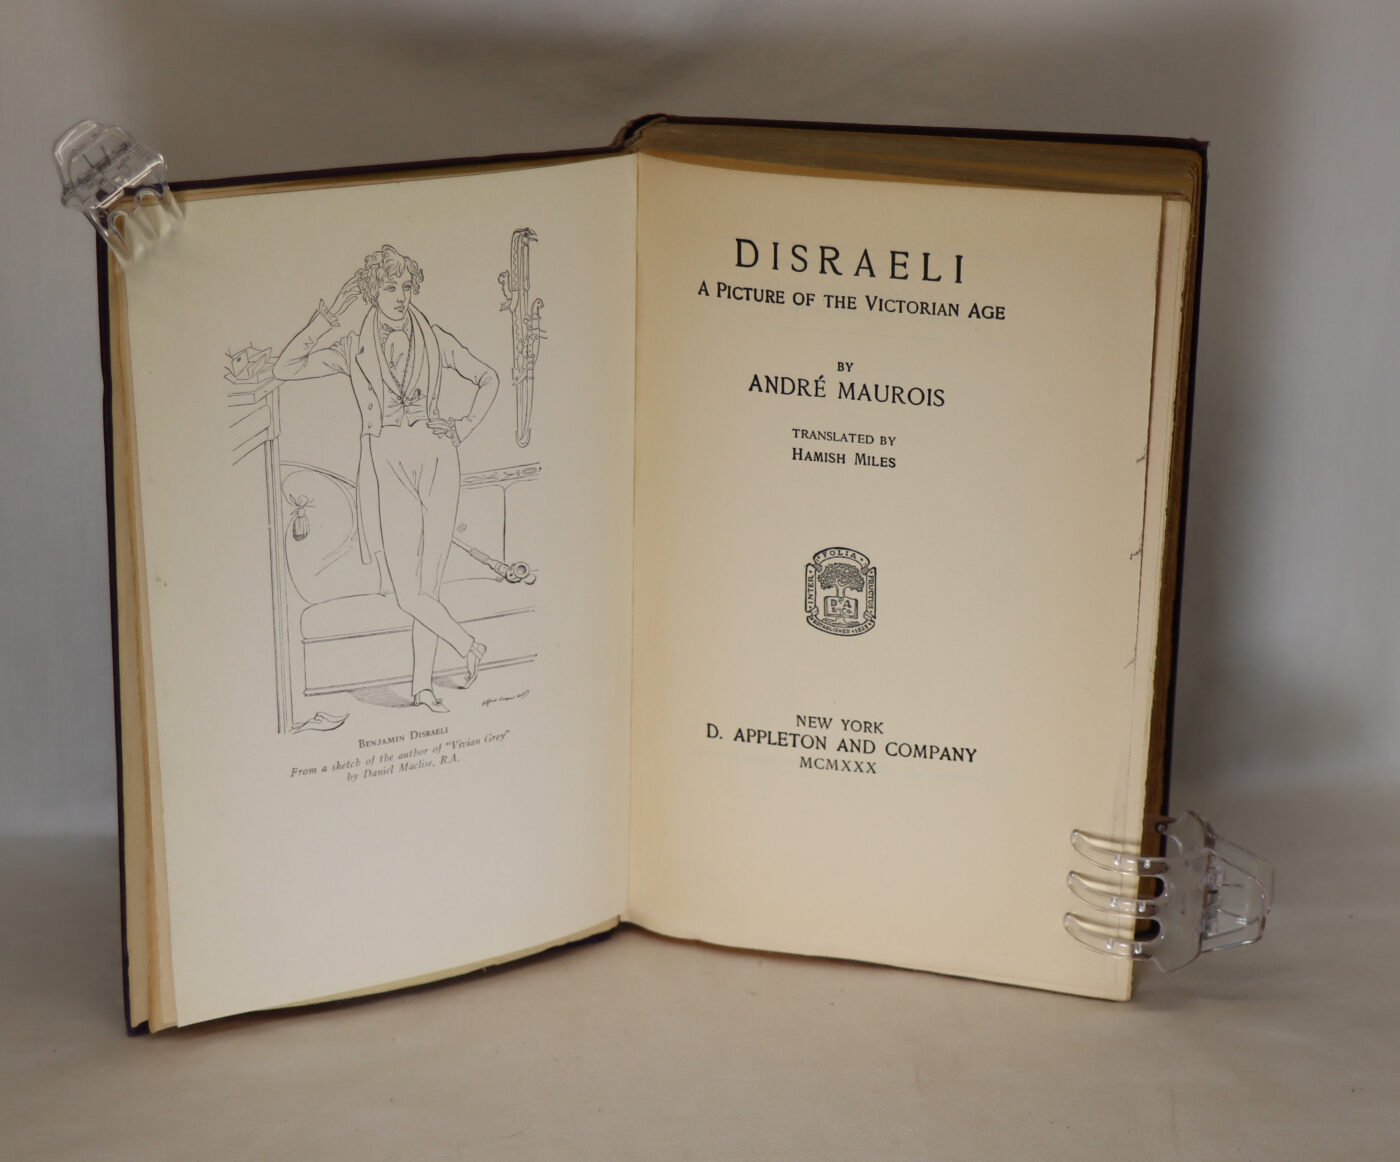 BENJAMIN DISRAELI
From a sketch of the author of "Vivian Grey"
by Daniel Maclise, R.A.
DISRAELI
A PICTURE OF THE VICTORIAN AGE
BY
ANDRÉ MAUROIS
TRANSLATED BY
HAMISH MILES
INTER
FOLIA
FRUCTUS
D A
& Co.
ESTABLISHED 1825
NEW YORK
D. APPLETON AND COMPANY
MCMXXX